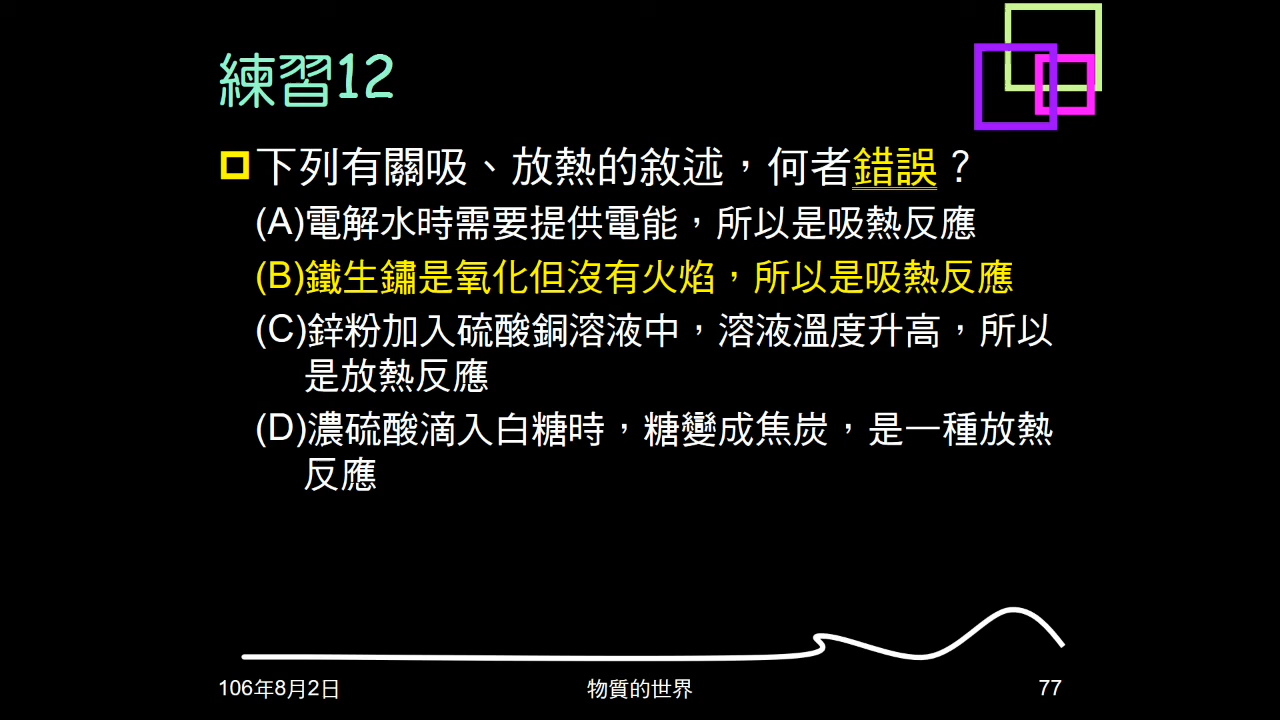 練習12
下列有關吸、放熱的敘述，何者錯誤？
(A)電解水時需要提供電能，所以是吸熱反應
(B)鐵生鏽是氧化但沒有火焰，所以是吸熱反應
(C)鋅粉加入硫酸銅溶液中，溶液溫度升高，所以
是放熱反應
(D)濃硫酸滴入白糖時，糖變成焦炭，是一種放熱
反應
106年8月2日
物質的世界
77